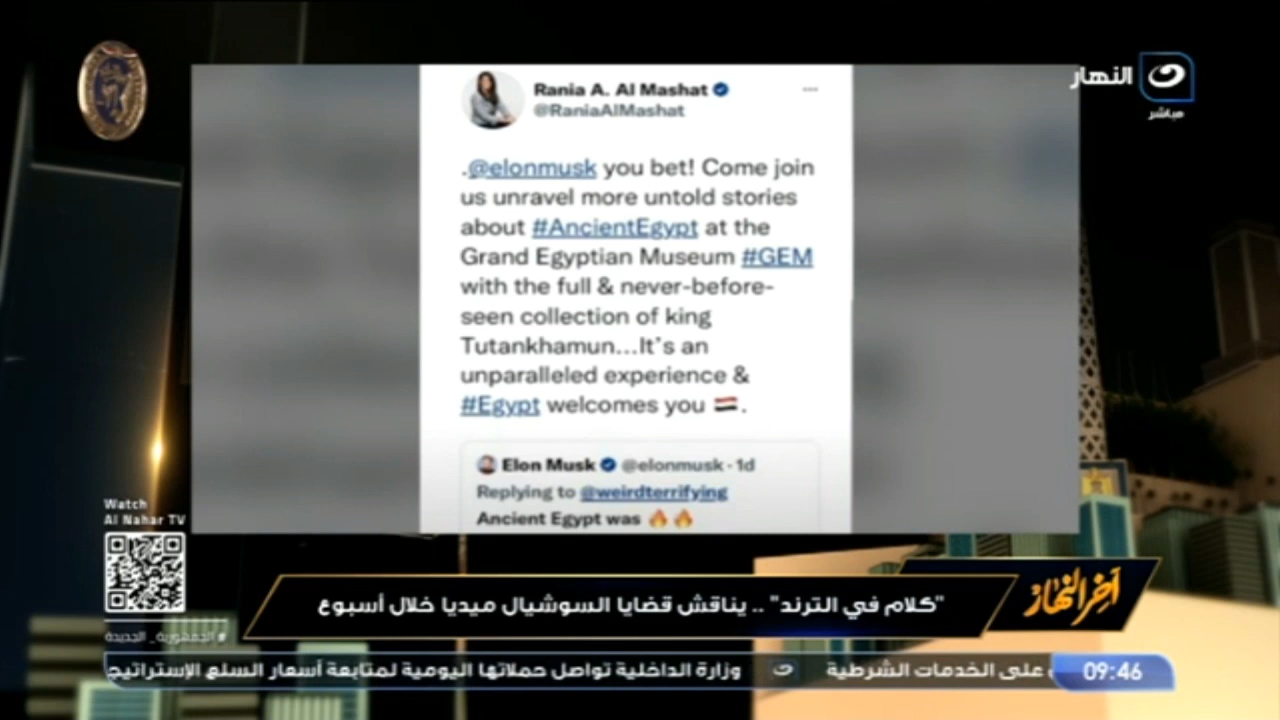 النهار
مباشر
Rania A. Al Mashat
@RaniaAlMashat
.@elonmusk you bet! Come join
us unravel more untold stories
about #AncientEgypt at the
Grand Egyptian Museum #GEM
with the full & never-before-
seen collection of king
Tutankhamun...It's an
unparalleled experience &
#Egypt welcomes you 🇪🇬.
Elon Musk @elonmusk · 1d
Replying to @weirdterrifying
Ancient Egypt was 🔥🔥
Watch
Al Nahar TV
#الجمهورية_الجديدة
آخر النهار
"كلام في الترند" .. يناقش قضايا السوشيال ميديا خلال أسبوع
على الخدمات الشرطية
وزارة الداخلية تواصل حملاتها اليومية لمتابعة أسعار السلع الإستراتيج
09:46